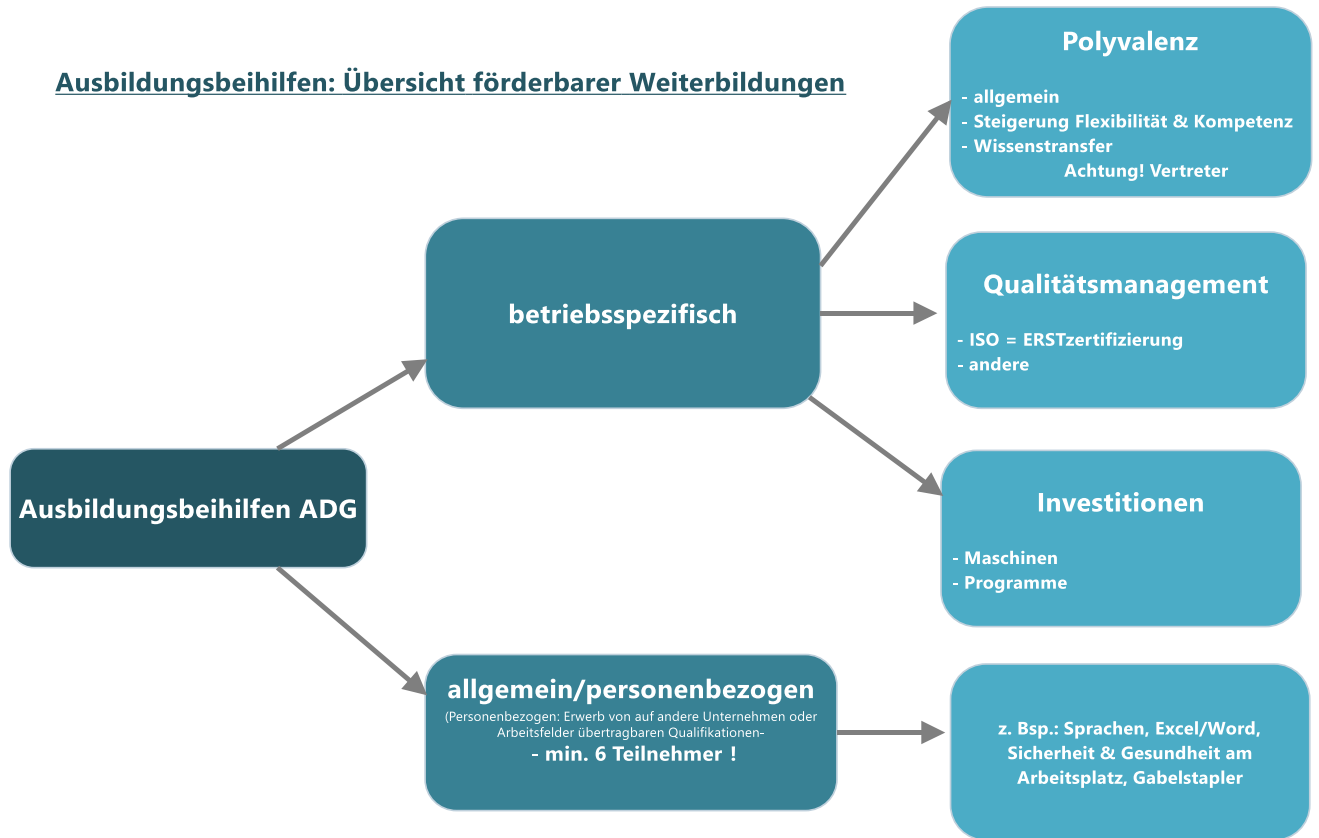 Ausbildungsbeihilfen: Übersicht förderbarer Weiterbildungen
Polyvalenz
- allgemein
- Steigerung Flexibilität & Kompetenz
- Wissenstransfer
Achtung! Vertreter
betriebsspezifisch
Qualitätsmanagement
- ISO = ERSTzertifizierung
- andere
Ausbildungsbeihilfen ADG
Investitionen
- Maschinen
- Programme
allgemein/personenbezogen
(Personenbezogen: Erwerb von auf andere Unternehmen oder
Arbeitsfelder übertragbaren Qualifikationen-
- min. 6 Teilnehmer !
z. Bsp.: Sprachen, Excel/Word,
Sicherheit & Gesundheit am
Arbeitsplatz, Gabelstapler